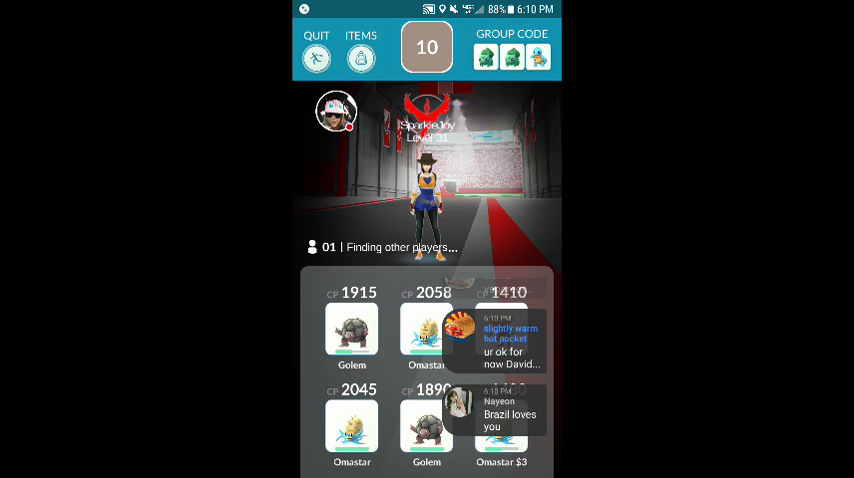 88% 6:10 PM
QUIT
ITEMS
10
GROUP CODE
SparkleJoy
Level 31
01 | Finding other players...
CP 1915
CP 2058
CP 1410
Golem
Omastar
6:10 PM
slightly warm
hot pocket
ur ok for
now David...
CP 2045
CP 1890
6:10 PM
Nayeon
Brazil loves
you
Omastar
Golem
Omastar $3